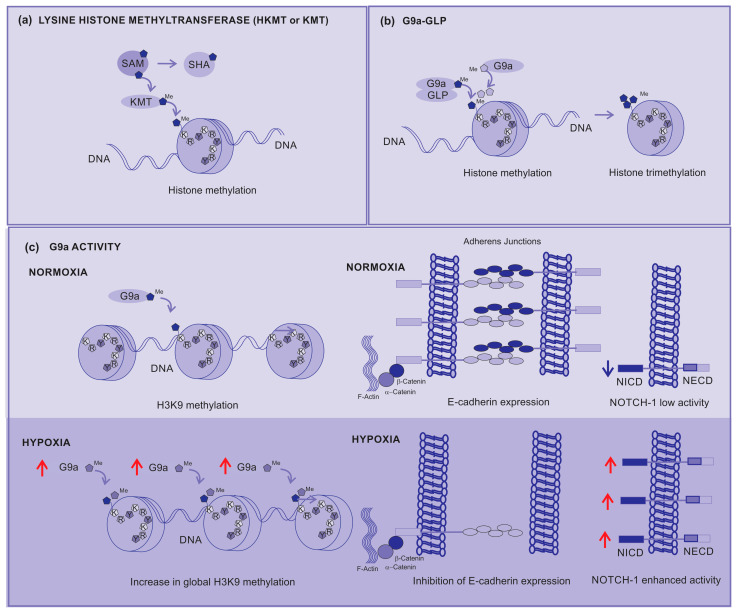 (a) LYSINE HISTONE METHYLTRANSFERASE (HKMT or KMT)
SAM
SHA
KMT
Me
Me
K
R
Y
K
R
K
R
Y
DNA
DNA
Histone methylation
(b) G9a-GLP
Me
G9a
G9a
GLP
Me
Me
K
R
Y
K
R
K
R
Y
DNA
DNA
Histone methylation
Me
K
R
Y
K
R
K
R
Y
Histone trimethylation
(c) G9a ACTIVITY
NORMOXIA
G9a
Me
K
R
Y
K
R
K
R
Y
K
R
Y
K
R
K
R
Y
K
R
Y
K
R
K
R
Y
DNA
H3K9 methylation
NORMOXIA
Adherens Junctions
F-Actin
β-Catenin
α-Catenin
E-cadherin expression
NICD
NECD
NOTCH-1 low activity
HYPOXIA
G9a
Me
G9a
Me
G9a
Me
Me
Me
Me
K
R
Y
K
R
K
R
Y
K
R
Y
K
R
K
R
Y
K
R
Y
K
R
K
R
Y
DNA
Increase in global H3K9 methylation
HYPOXIA
F-Actin
β-Catenin
α-Catenin
Inhibition of E-cadherin expression
NICD
NECD
NOTCH-1 enhanced activity